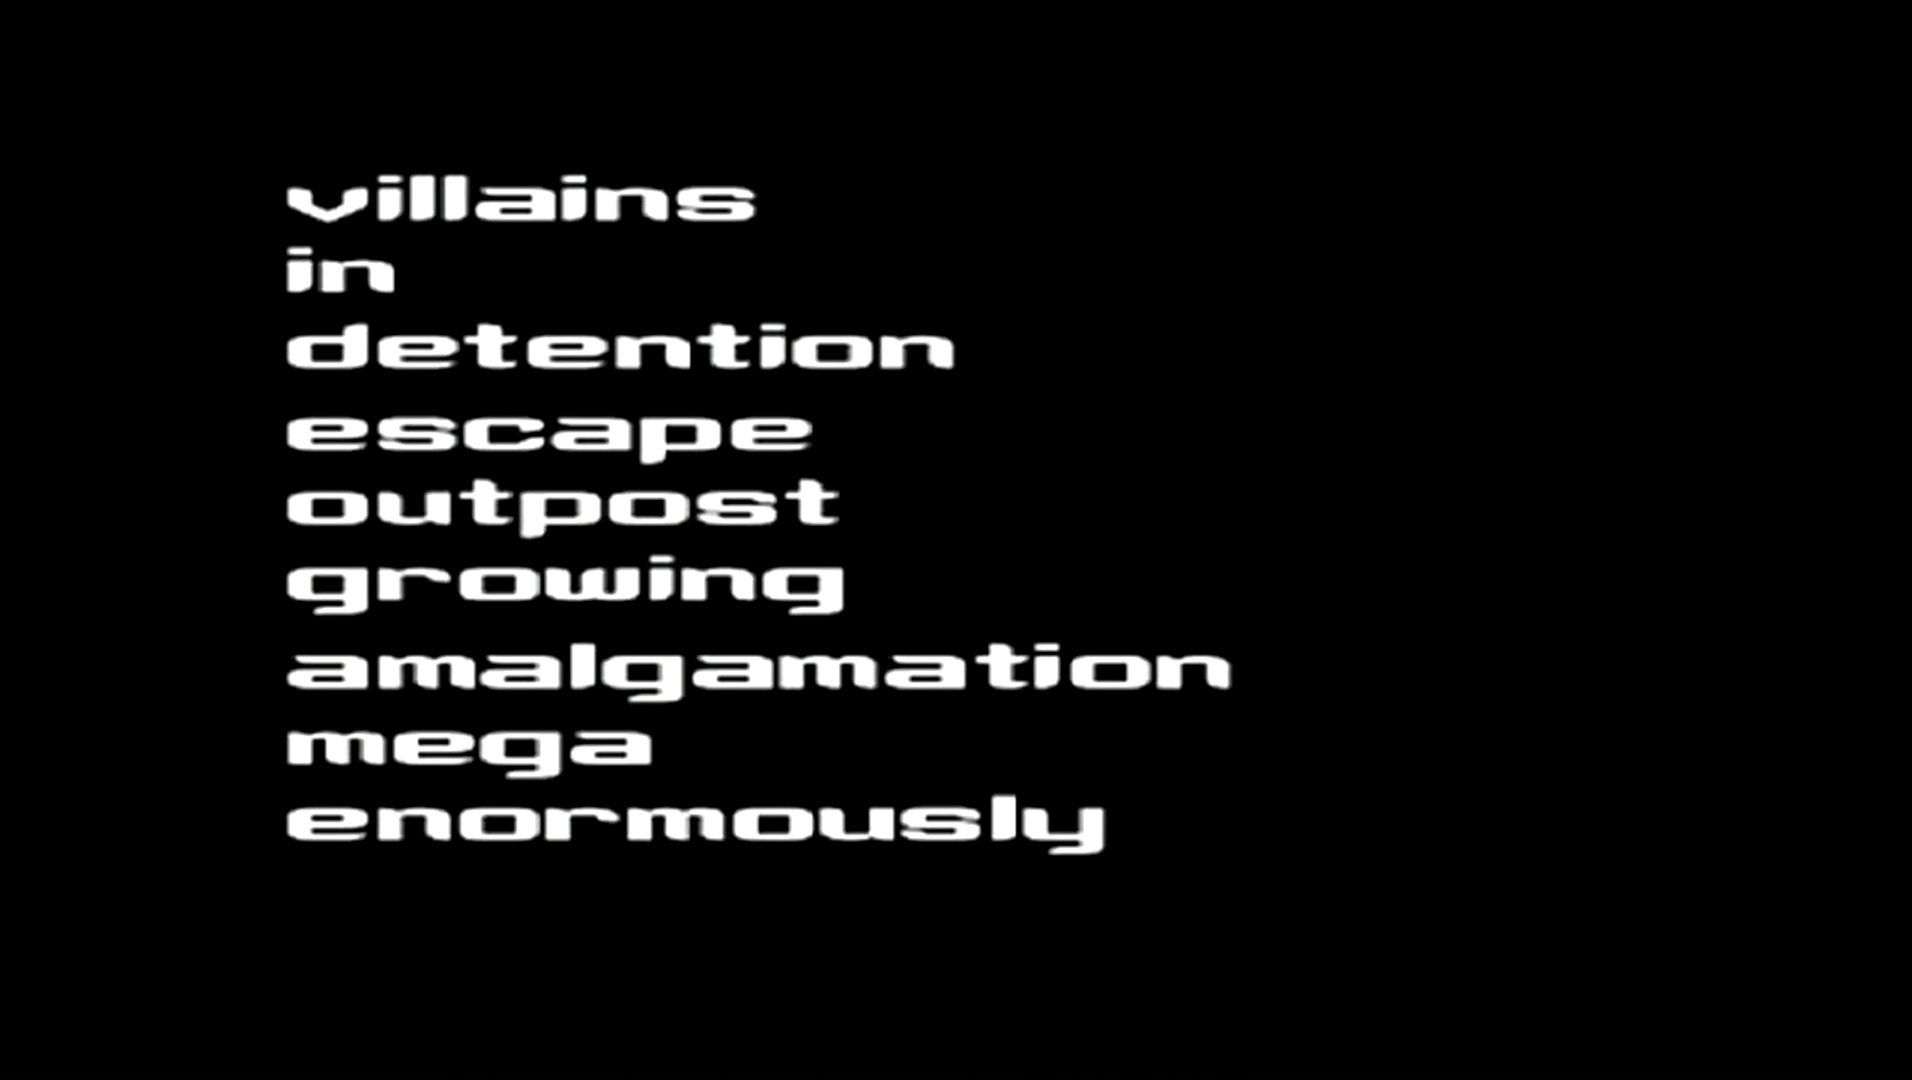 villains
in
detention
escape
outpost
growing
amalgamation
mega
enormously